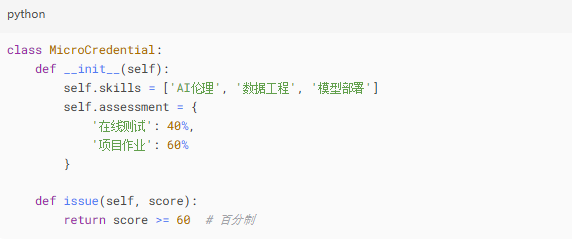 python
class MicroCredential:
    def __init__(self):
        self.skills = ['AI伦理', '数据工程', '模型部署']
        self.assessment = {
            '在线测试': 40%,
            '项目作业': 60%
        }
    def issue(self, score):
        return score >= 60  # 百分制